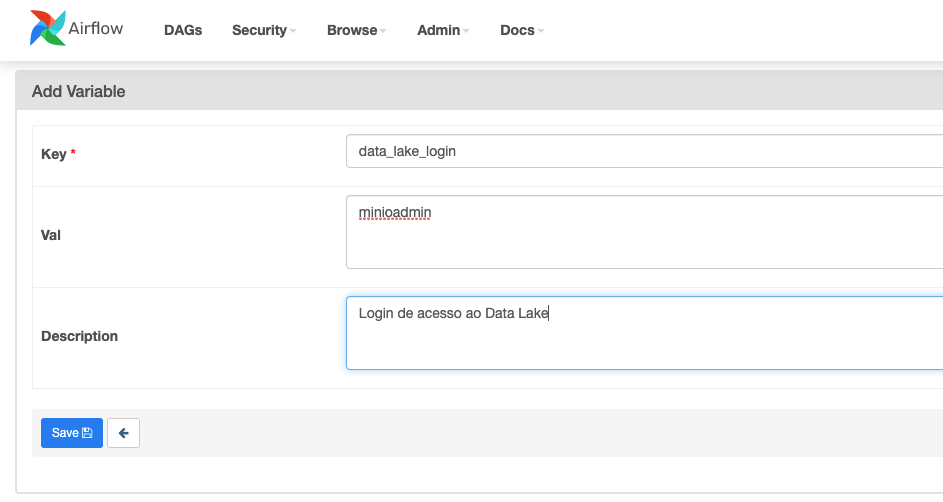 Airflow DAGs Security Browse Admin Docs
Add Variable
Key * data_lake_login
Val minioadmin
Description Login de acesso ao Data Lake
Save